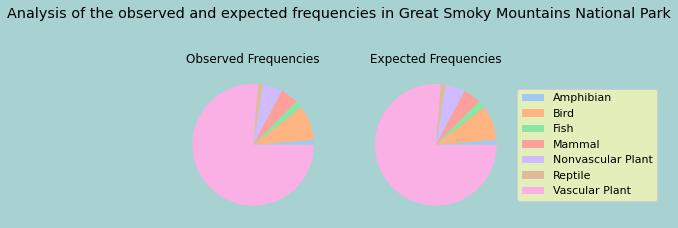 Analysis of the observed and expected frequencies in Great Smoky Mountains National Park
Observed Frequencies
Expected Frequencies
Amphibian
Bird
Fish
Mammal
Nonvascular Plant
Reptile
Vascular Plant